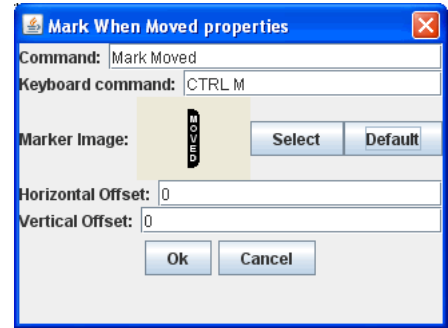 Mark When Moved properties
Command: Mark Moved
Keyboard command: CTRL M
Marker Image: MOVED Select Default
Horizontal Offset: 0
Vertical Offset: 0
Ok Cancel